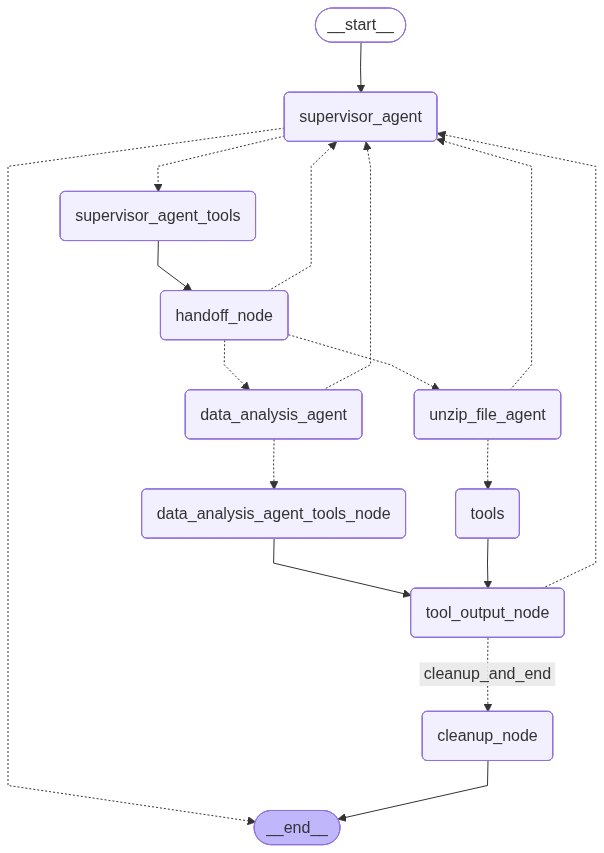 __start__
supervisor_agent
supervisor_agent_tools
handoff_node
data_analysis_agent
unzip_file_agent
data_analysis_agent_tools_node
tools
tool_output_node
cleanup_and_end
cleanup_node
__end__